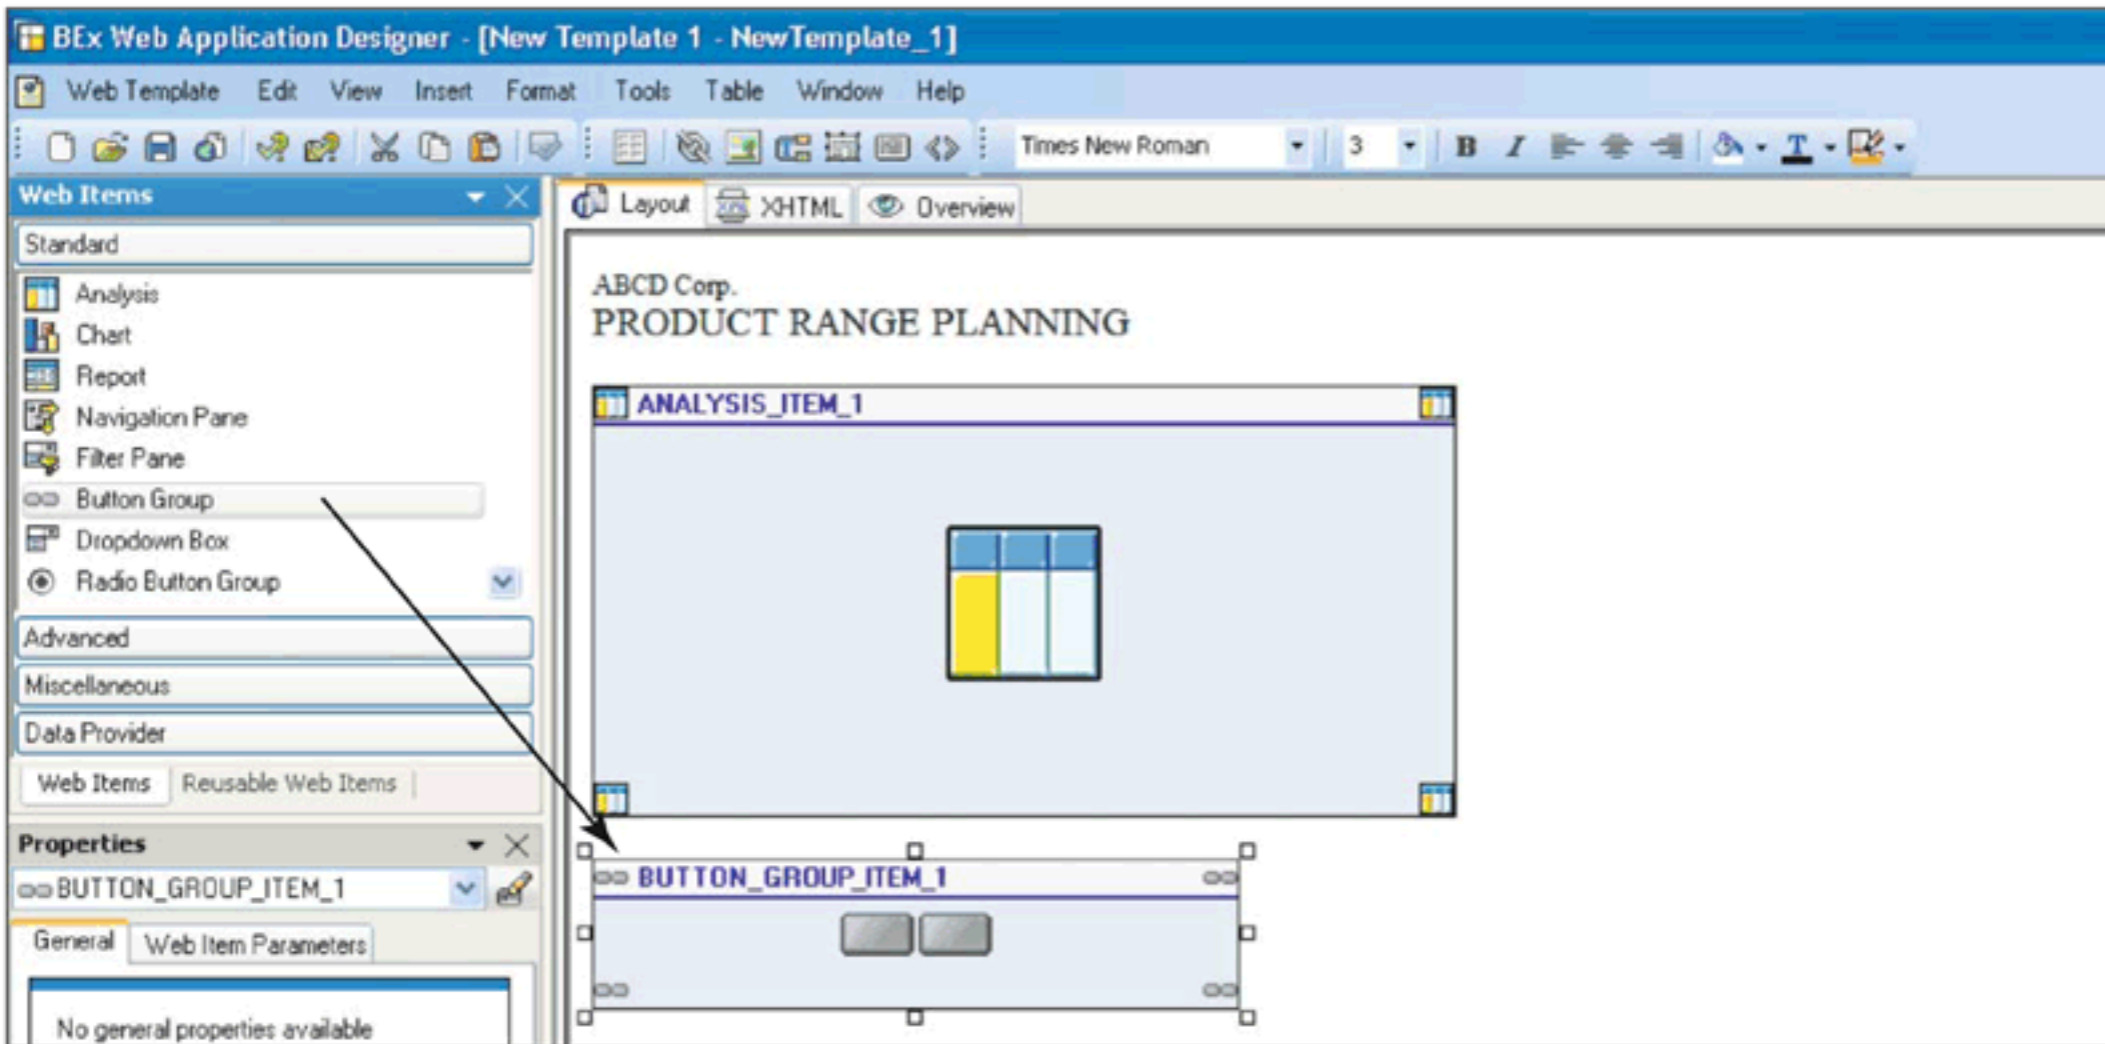 BEx Web Application Designer - [New Template 1 - NewTemplate_1]
Web Template Edit View Insert Format Tools Table Window Help
Times New Roman 3 B I T
Web Items
Layout XHTML Overview
Standard
Analysis
Chart
Report
Navigation Pane
Filter Pane
Button Group
Dropdown Box
Radio Button Group
Advanced
Miscellaneous
Data Provider
Web Items Reusable Web Items
Properties
BUTTON_GROUP_ITEM_1
General Web Item Parameters
No general properties available
ABCD Corp.
PRODUCT RANGE PLANNING
ANALYSIS_ITEM_1
BUTTON_GROUP_ITEM_1